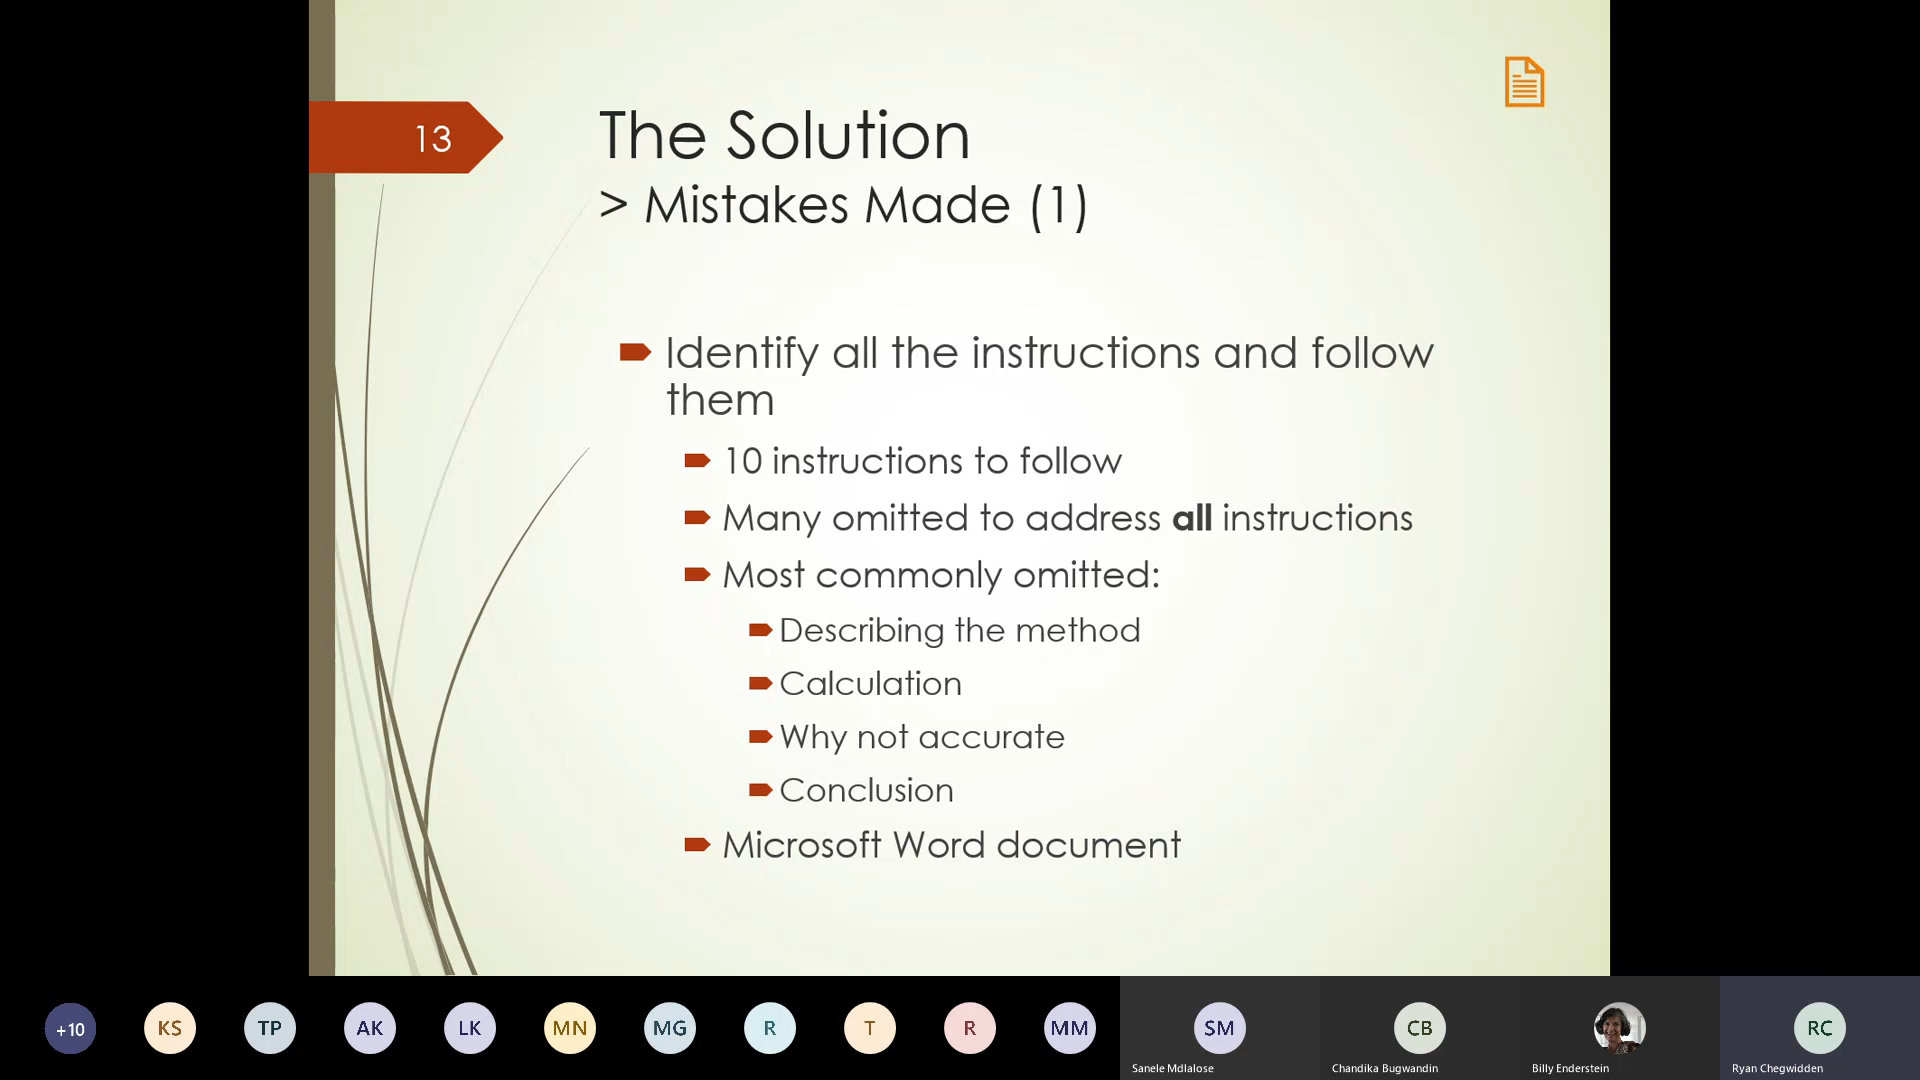 13
The Solution
> Mistakes Made (1)
Identify all the instructions and follow
them
10 instructions to follow
Many omitted to address all instructions
Most commonly omitted:
Describing the method
Calculation
Why not accurate
Conclusion
Microsoft Word document
+10
KS
TP
AK
LK
MN
MG
R
T
R
MM
SM
CB
RC
Sanele Mdlalose
Chandika Bugwandin
Billy Enderstein
Ryan Chegwidden